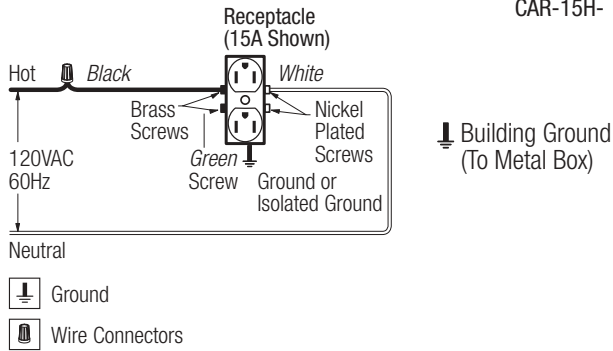 Receptacle
(15A Shown)
CAR-15H-
Hot
Black
White
Brass
Screws
Nickel
Plated
Screws
Green
Screw
Ground or
Isolated Ground
120VAC
60Hz
Building Ground
(To Metal Box)
Neutral
Ground
Wire Connectors